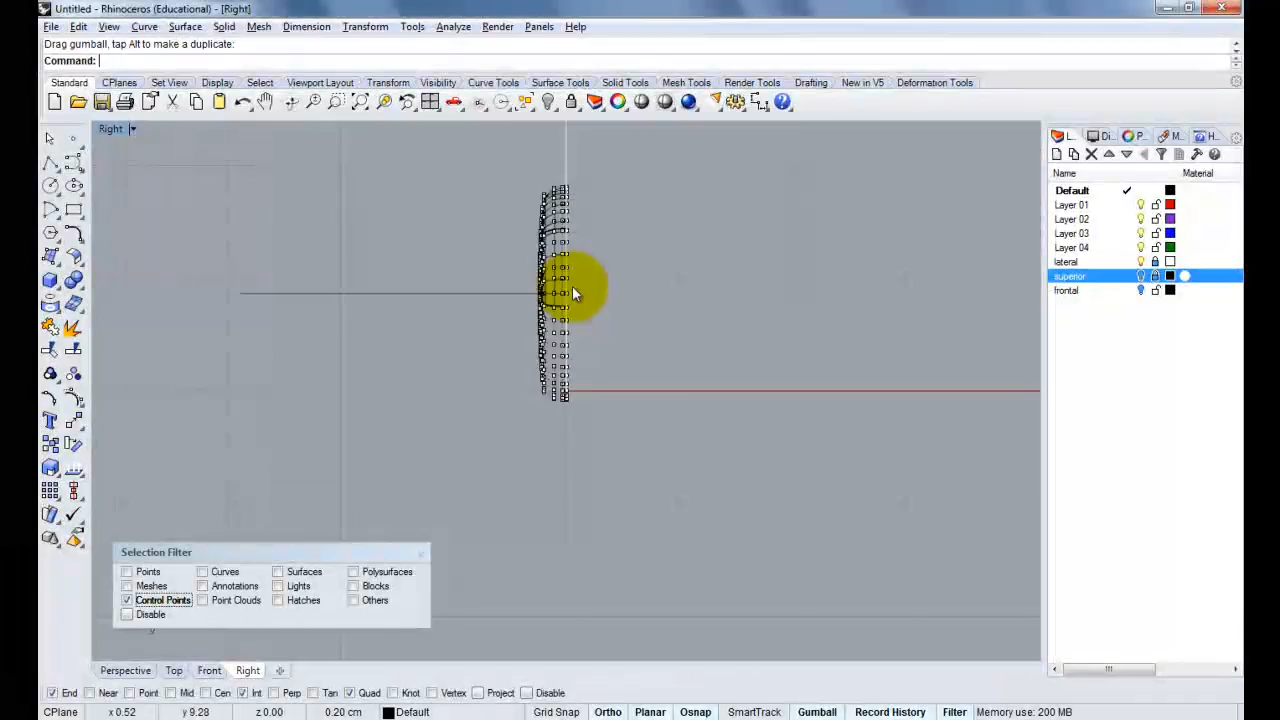 Untitled - Rhinoceros (Educational) - [Right]
File Edit View Curve Surface Solid Mesh Dimension Transform Tools Analyze Render Panels Help
Drag gumball, tap Alt to make a duplicate:
Command:
Standard CPlanes Set View Display Select Viewport Layout Transform Visibility Curve Tools Surface Tools Solid Tools Mesh Tools Render Tools Drafting New in V5 Deformation Tools
Right
L... Di... P... M... H...
Name Material
Default
Layer 01
Layer 02
Layer 03
Layer 04
lateral
superior
frontal
Selection Filter
Points Curves Surfaces Polysurfaces
Meshes Annotations Lights Blocks
Control Points Point Clouds Hatches Others
Disable
y
Perspective Top Front Right
End Near Point Mid Cen Int Perp Tan Quad Knot Vertex Project Disable
CPlane x 0.52 y 9.28 z 0.00 0.20 cm Default Grid Snap Ortho Planar Osnap SmartTrack Gumball Record History Filter Memory use: 200 MB